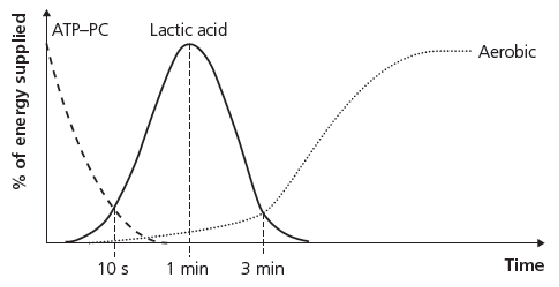 ATP–PC
Lactic acid
Aerobic
% of energy supplied
10 s
1 min
3 min
Time